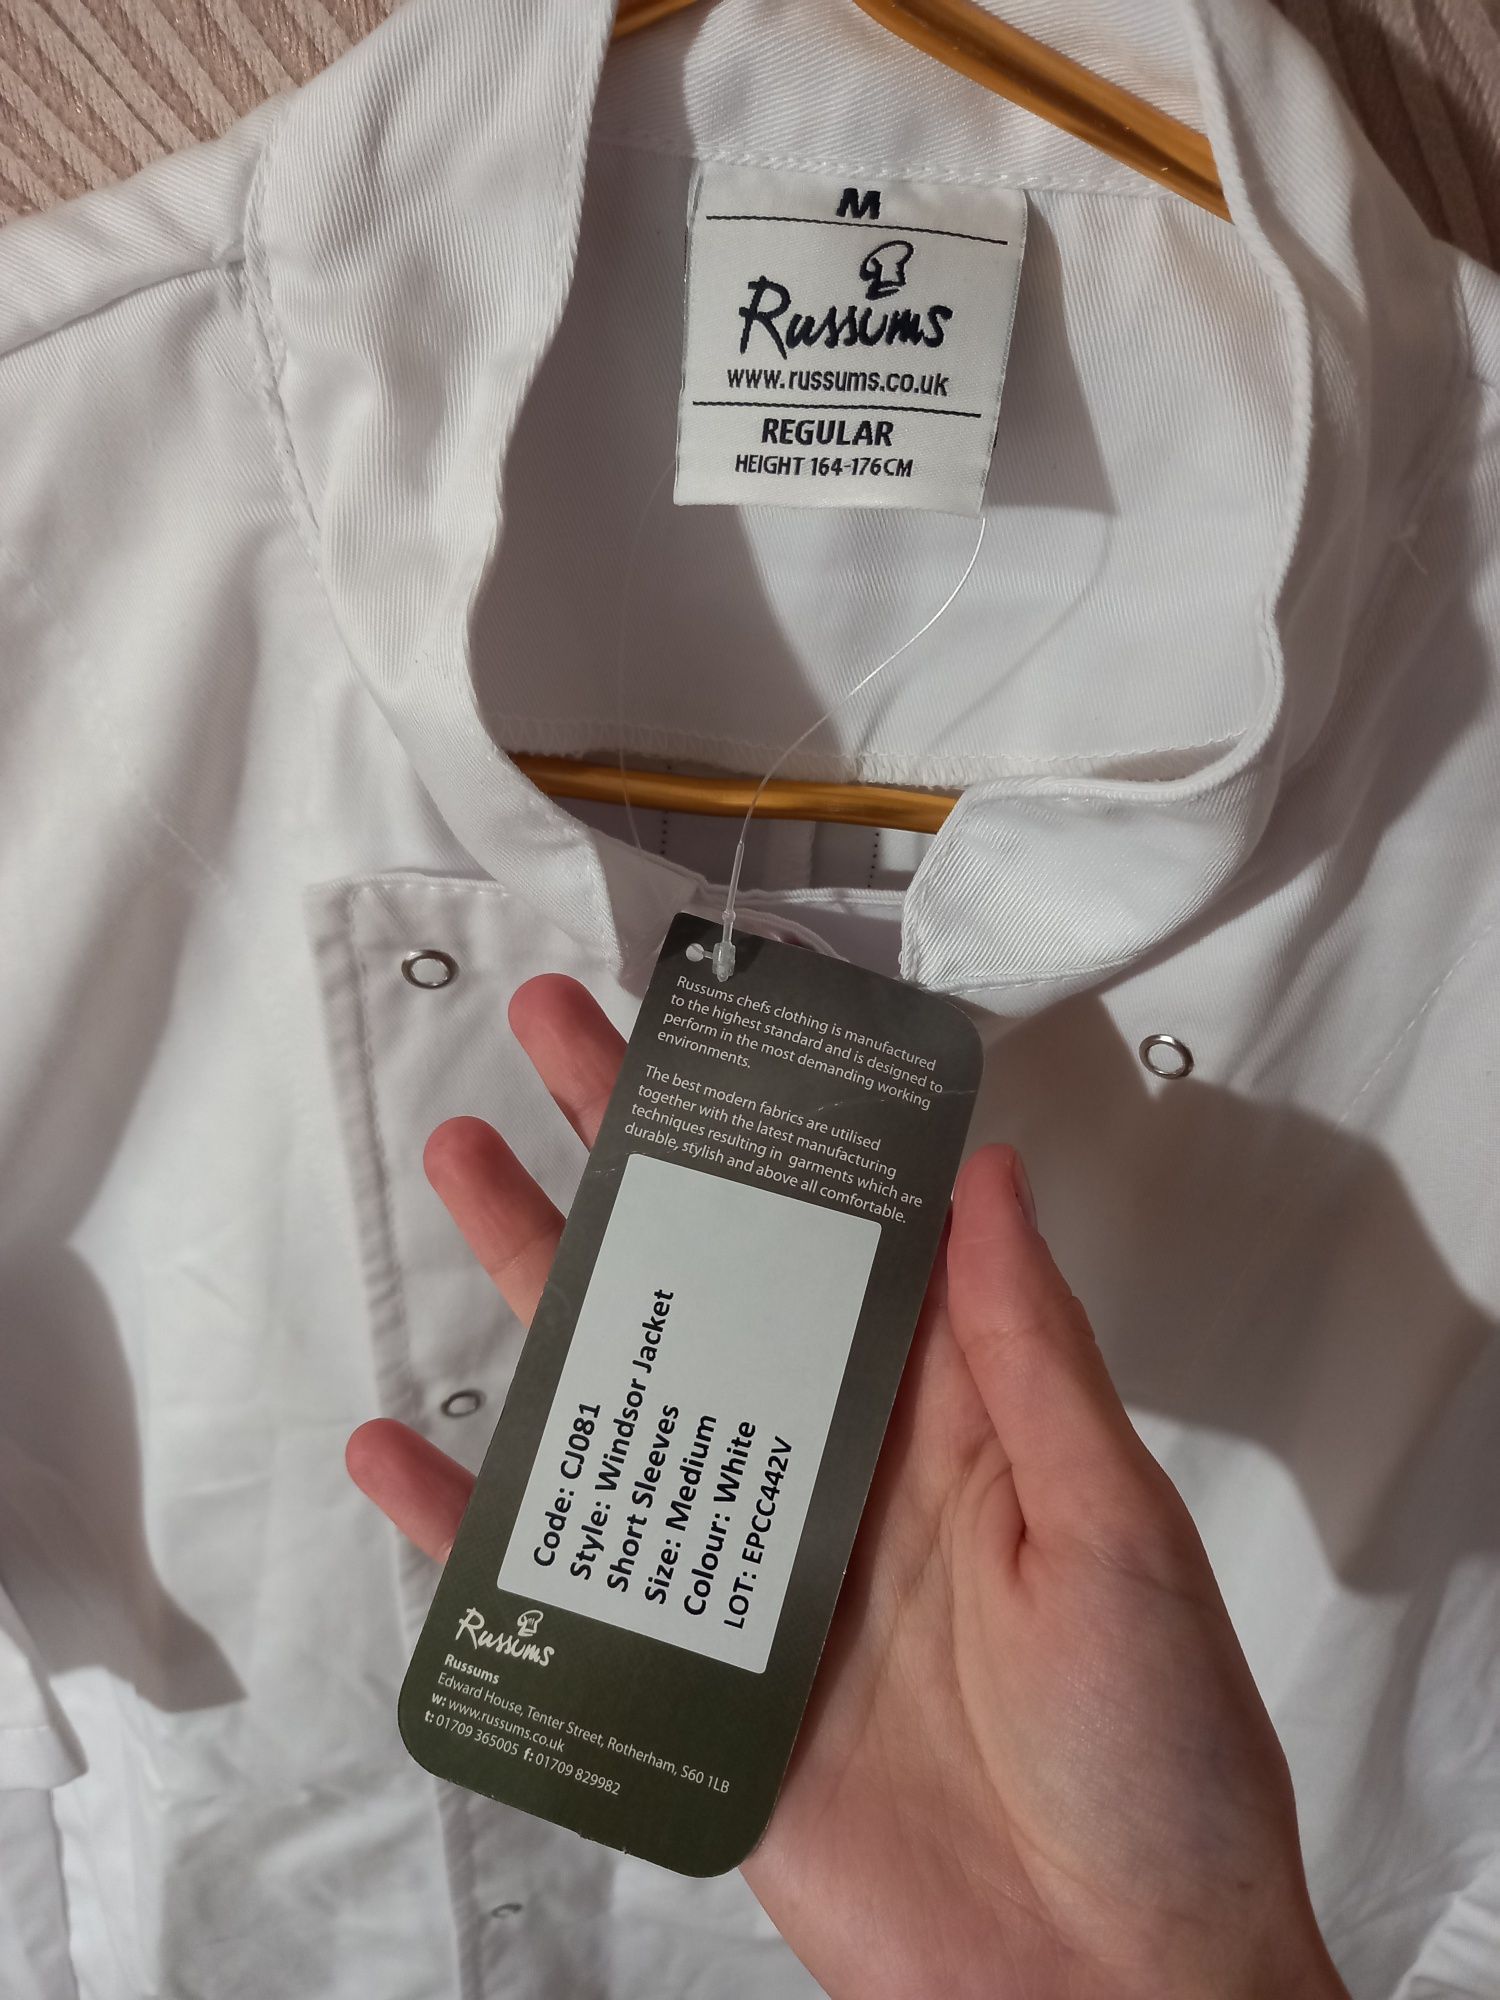 M
Russums
www.russums.co.uk
REGULAR
HEIGHT 164-176CM
Russums chefs clothing is manufactured
to the highest standard and is designed to
perform in the most demanding working
environments.
The best modern fabrics are utilised
together with the latest manufacturing
techniques resulting in garments which are
durable, stylish and above all comfortable.
Code: CJ081
Style: Windsor Jacket
Short Sleeves
Size: Medium
Colour: White
LOT: EPCC442V
Russums
Russums
Edward House, Tenter Street, Rotherham, S60 1LB
w: www.russums.co.uk
t: 01709 365005 f: 01709 829982